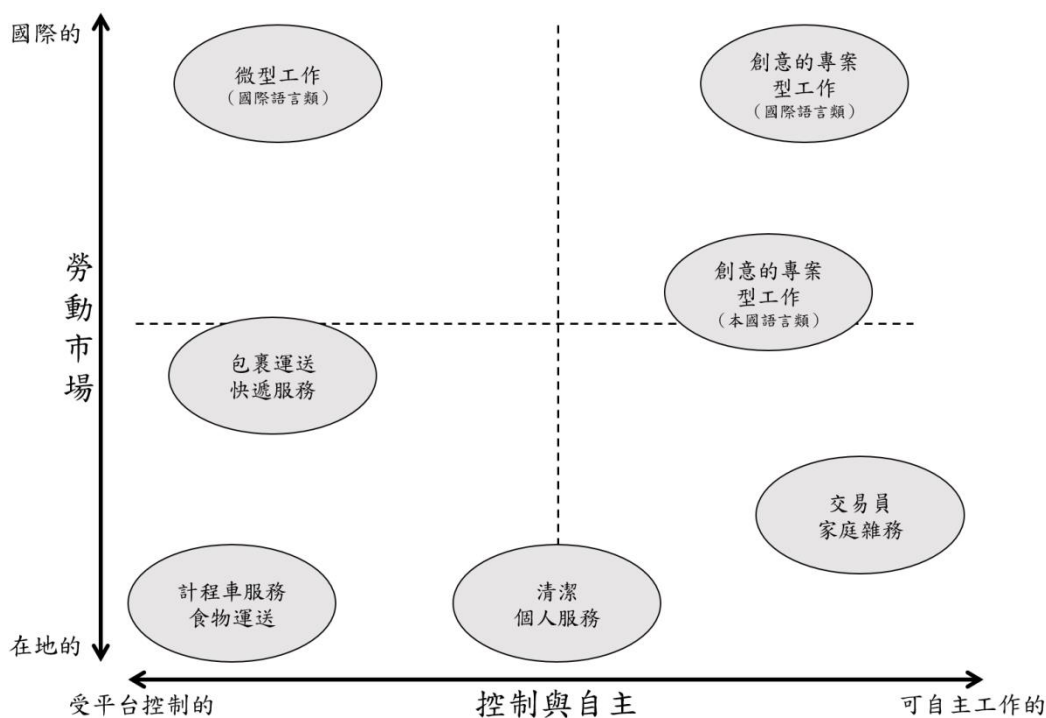 國際的
微型工作
（國際語言類）
創意的專案
型工作
（國際語言類）
勞動市場
創意的專案
型工作
（本國語言類）
包裹運送
快遞服務
交易員
家庭雜務
計程車服務
食物運送
清潔
個人服務
在地的
受平台控制的
控制與自主
可自主工作的